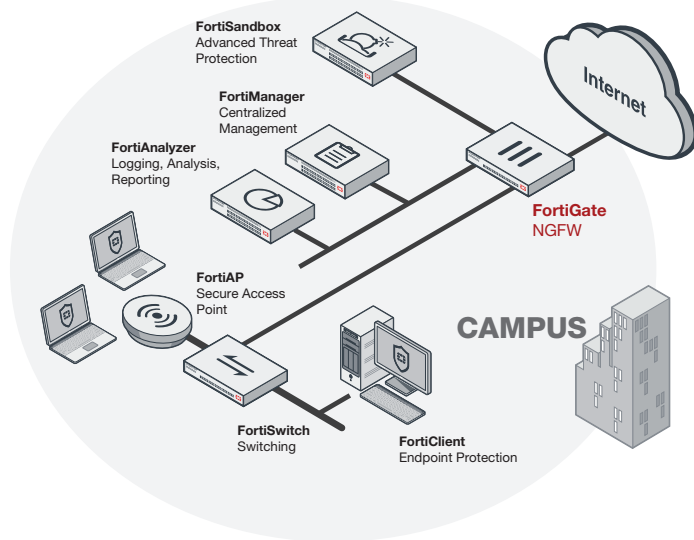 FortiSandbox
Advanced Threat
Protection
FortiManager
Centralized
Management
FortiAnalyzer
Logging, Analysis,
Reporting
Internet
FortiGate
NGFW
FortiAP
Secure Access
Point
CAMPUS
FortiSwitch
Switching
FortiClient
Endpoint Protection